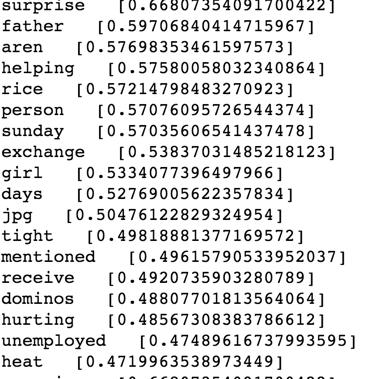 surprise [0.66807354091700422]
father [0.59706840414715967]
aren [0.57698353461597573]
helping [0.57580058032340864]
rice [0.57214798483270923]
person [0.57076095726544374]
sunday [0.57035606541437478]
exchange [0.53837031485218123]
girl [0.5334077396497966]
days [0.52769005622357834]
jpg [0.50476122829324954]
tight [0.49818881377169572]
mentioned [0.49615790533952037]
receive [0.4920735903280789]
dominos [0.48807701813564064]
hurting [0.48567308383786612]
unemployed [0.47489616737993595]
heat [0.4719963538973449]